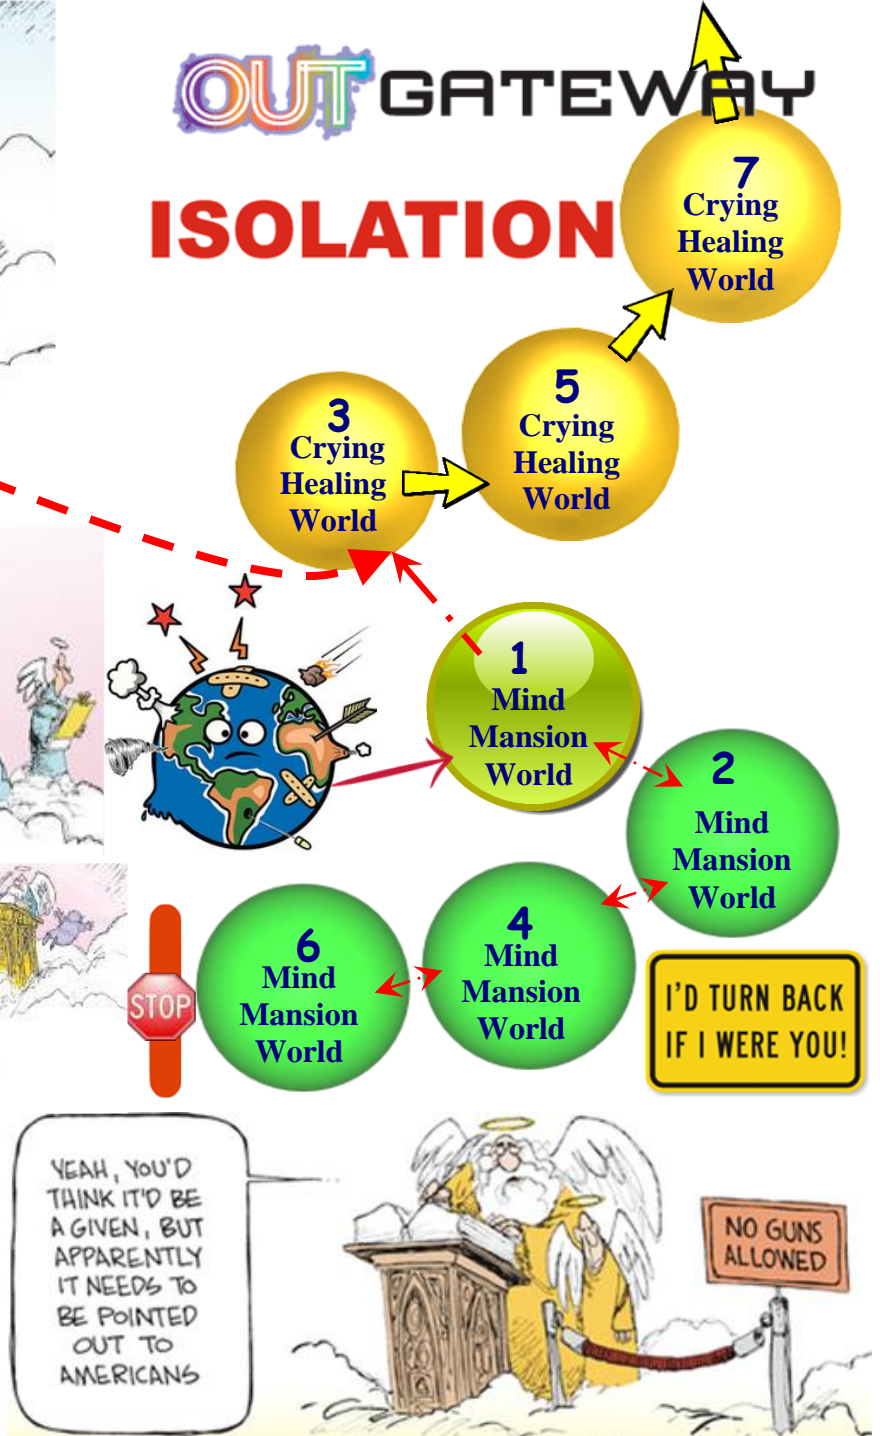 OUT GATEWAY
ISOLATION
7
Crying
Healing
World
5
Crying
Healing
World
3
Crying
Healing
World
1
Mind
Mansion
World
2
Mind
Mansion
World
4
Mind
Mansion
World
6
Mind
Mansion
World
STOP
I'D TURN BACK
IF I WERE YOU!
YEAH, YOU'D
THINK IT'D BE
A GIVEN, BUT
APPARENTLY
IT NEEDS TO
BE POINTED
OUT TO
AMERICANS
NO GUNS
ALLOWED